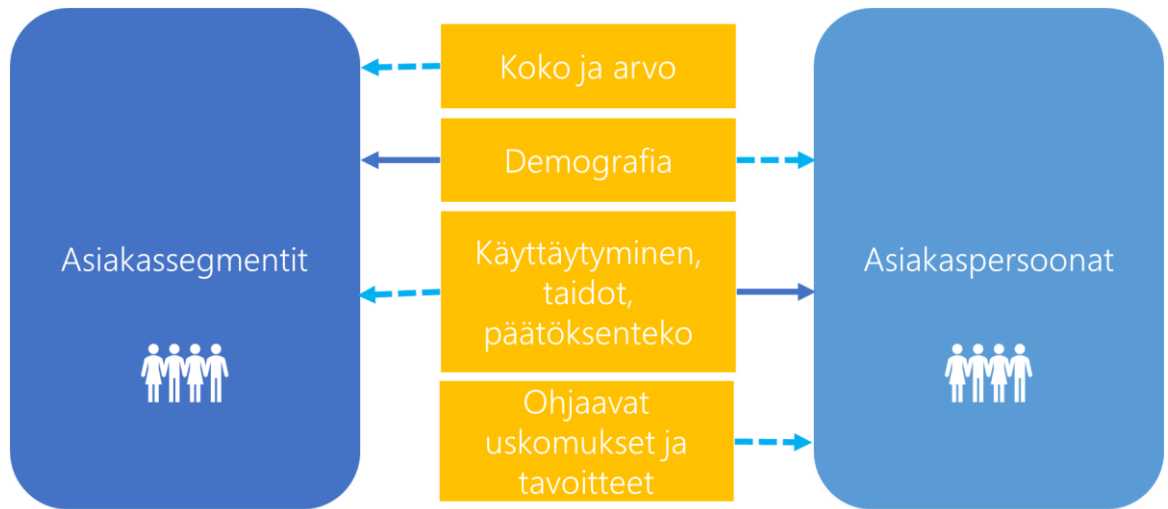 Asiakassegmentit
Koko ja arvo
Demografia
Käyttäytyminen,
taidot,
päätöksenteko
Ohjaavat
uskomukset ja
tavoitteet
Asiakaspersoonat